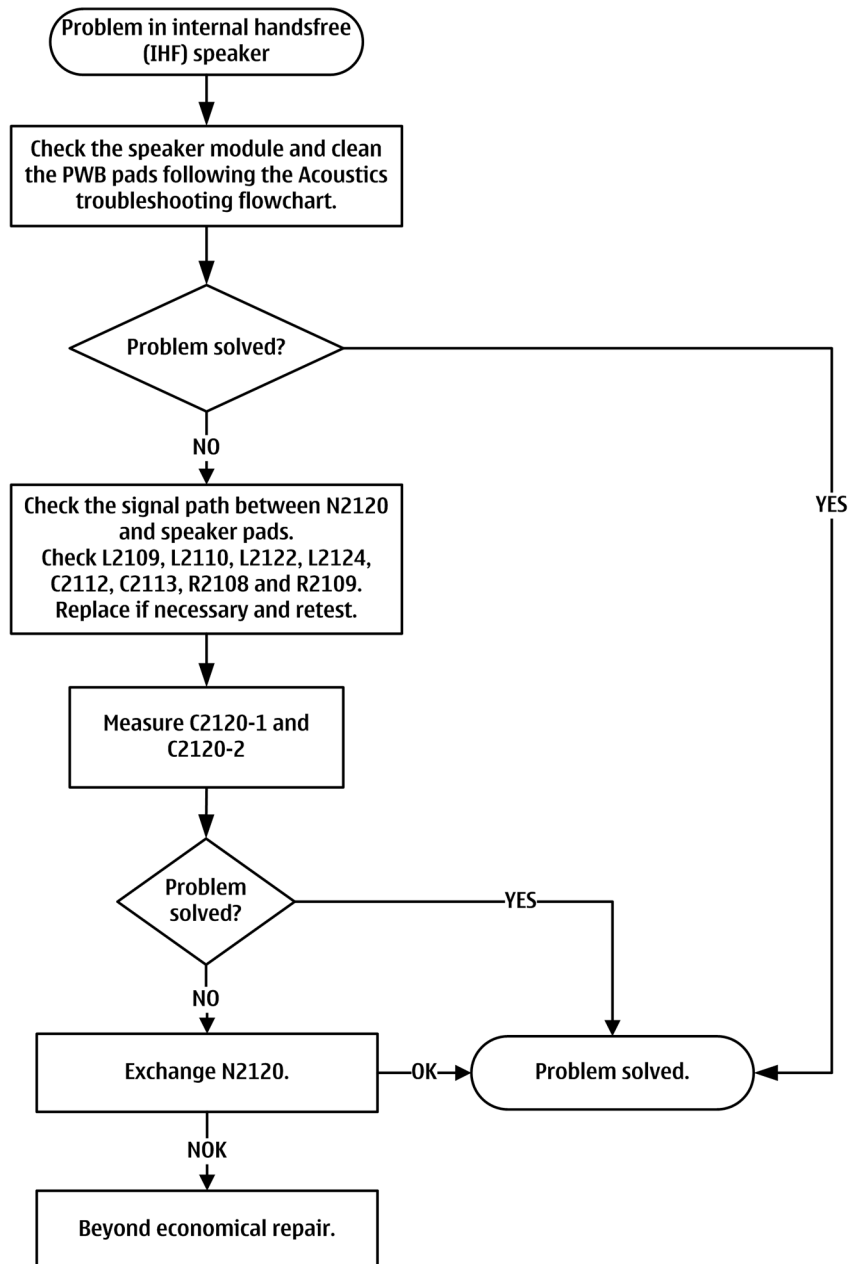 Problem in internal handsfree
(IHF) speaker
Check the speaker module and clean
the PWB pads following the Acoustics
troubleshooting flowchart.
Problem solved?
NO
YES
Check the signal path between N2120
and speaker pads.
Check L2109, L2110, L2122, L2124,
C2112, C2113, R2108 and R2109.
Replace if necessary and retest.
Measure C2120-1 and
C2120-2
Problem
solved?
YES
NO
Exchange N2120.
OK
Problem solved.
NOK
Beyond economical repair.